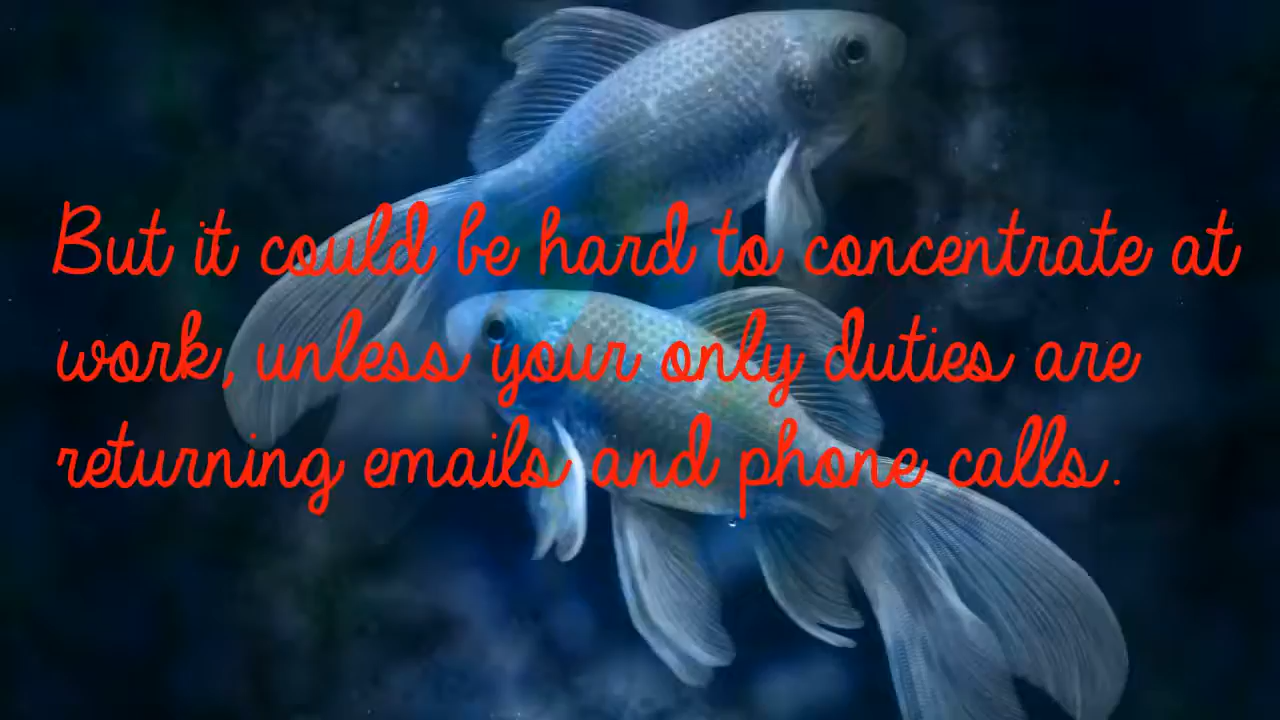 But it could be hard to concentrate at
work, unless your only duties are
returning emails and phone calls.